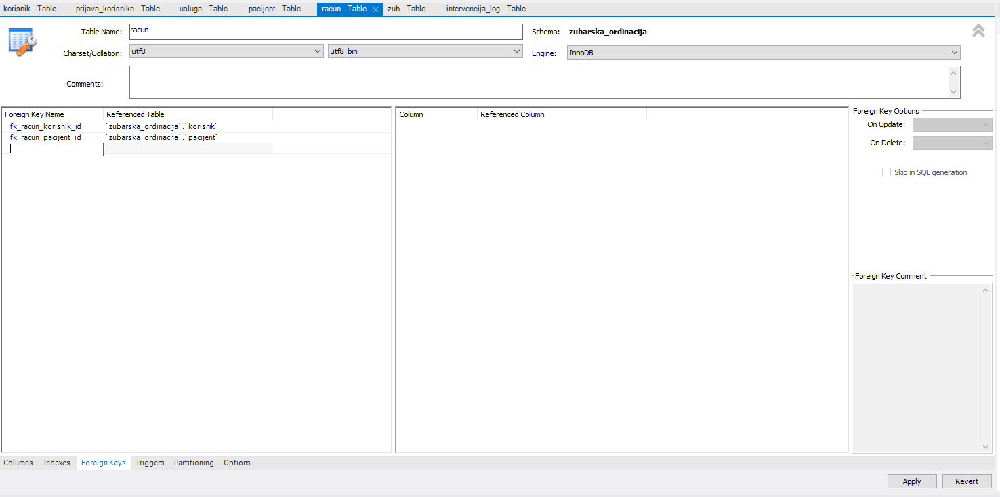 korisnik - Table prijava_korisnika - Table usluga - Table pacijent - Table racun - Table zub - Table intervencija_log - Table
Table Name: racun Schema: zubarska_ordinacija
Charset/Collation: utf8 utf8_bin Engine: InnoDB
Comments:
Foreign Key Name Referenced Table Column Referenced Column Foreign Key Options
fk_racun_korisnik_id `zubarska_ordinacija`.`korisnik` On Update:
fk_racun_pacijent_id `zubarska_ordinacija`.`pacijent`
On Delete:
Skip in SQL generation
Foreign Key Comment
Columns Indexes Foreign Keys Triggers Partitioning Options
Apply Revert